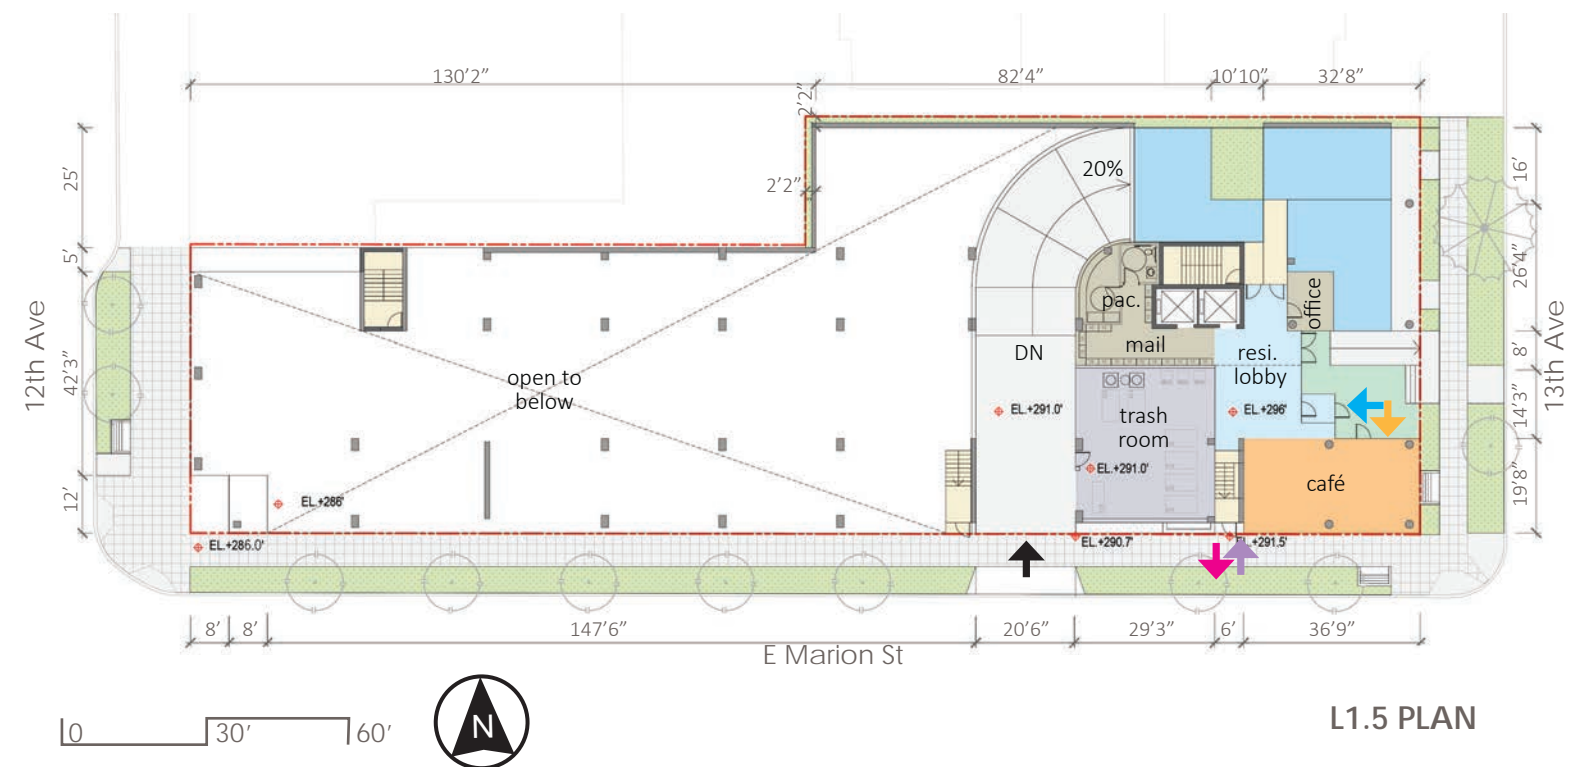 130’2”
82’4”
10’10”
32’8”
2’2”
25’
2’2”
20%
16’
5’
26’4”
12th Ave
42’3”
pac.
office
DN
mail
resi.
lobby
8’
13th Ave
open to
below
EL.+291.0'
trash
room
EL.+296'
14’3”
EL.+291.0'
café
19’8”
12’
EL.+286'
EL.+286.0'
EL.+290.7'
EL.+291.5'
8’
8’
147’6”
20’6”
29’3”
6’
36’9”
E Marion St
0
30’
60’
N
L1.5 PLAN